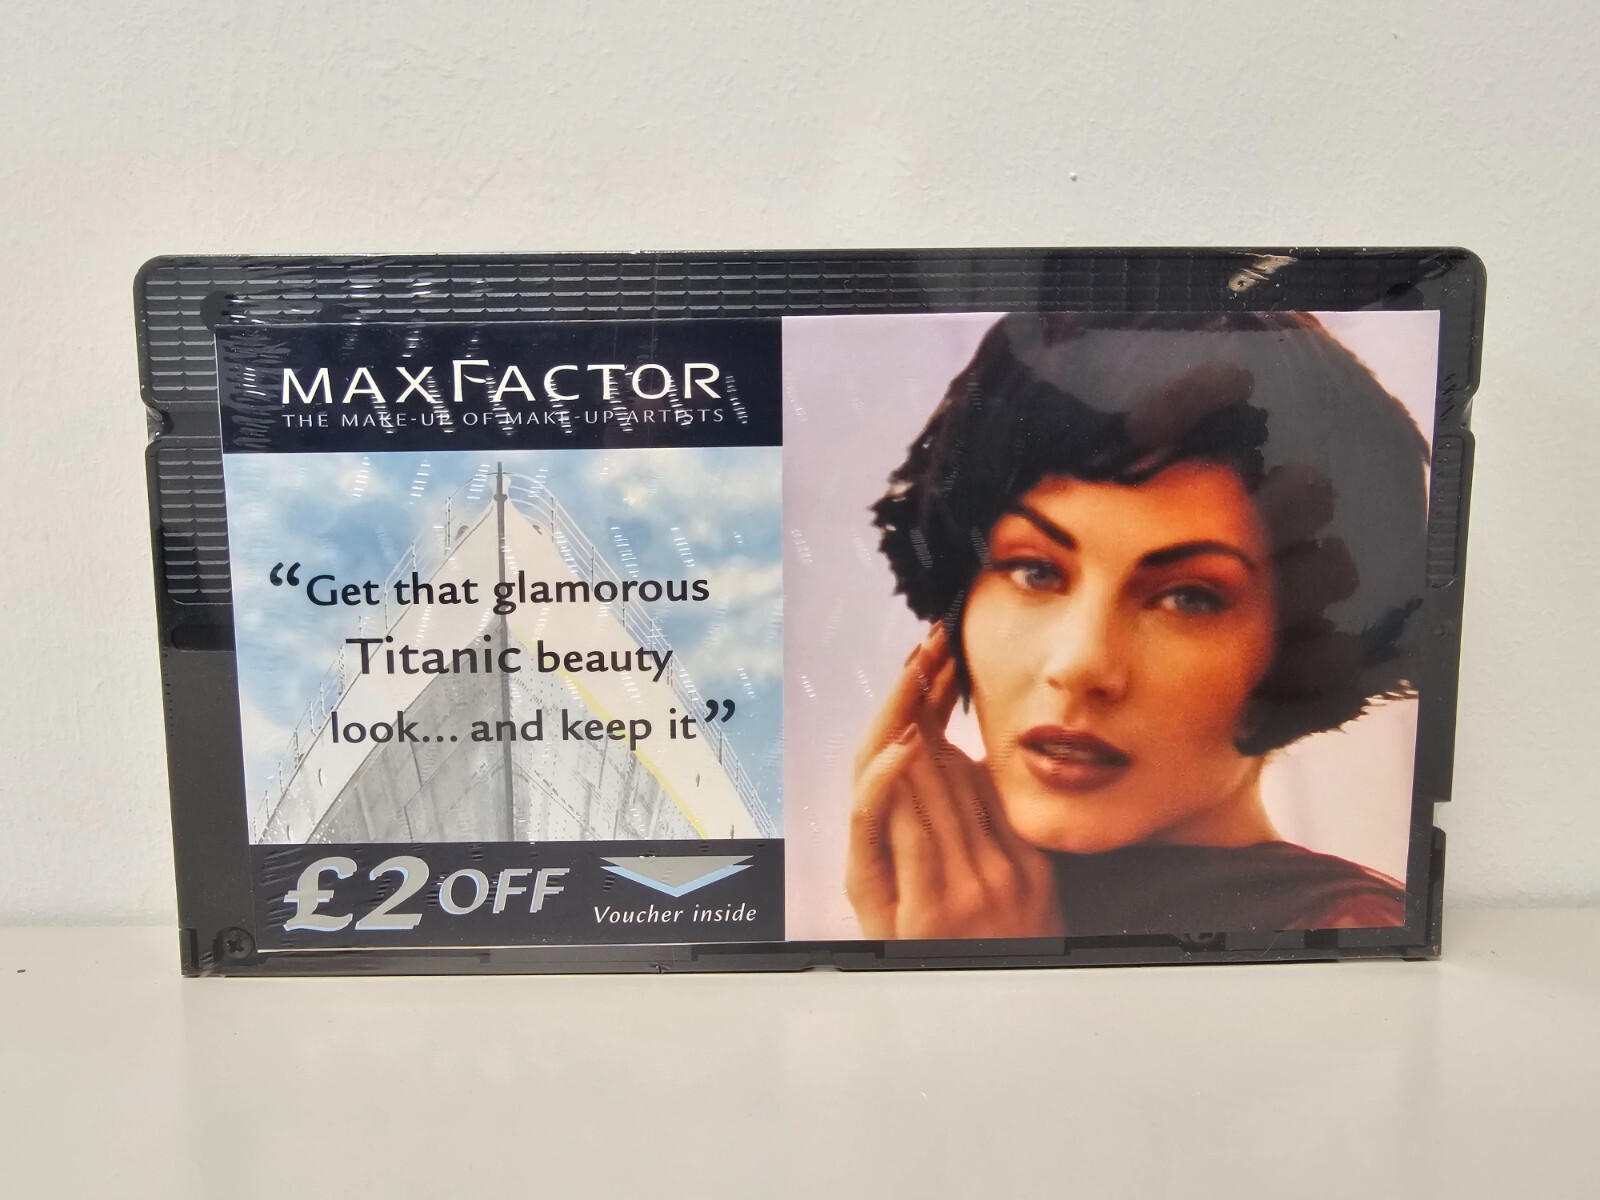 MAXFACTOR
THE MAKE-UP OF MAKE-UP ARTISTS
“Get that glamorous
Titanic beauty
look... and keep it”
£2 OFF
Voucher inside